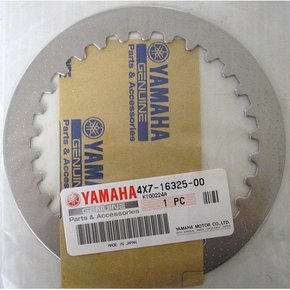 YAMAHA
GENUINE
Parts & Accessories
YAMAHA
GENUINE
Parts & Accessories
YAMAHA 4X7-16325-00
GENUINE K100224A
Parts & Accessories 1 PC
MADE IN JAPAN YAMAHA MOTOR CO., LTD.